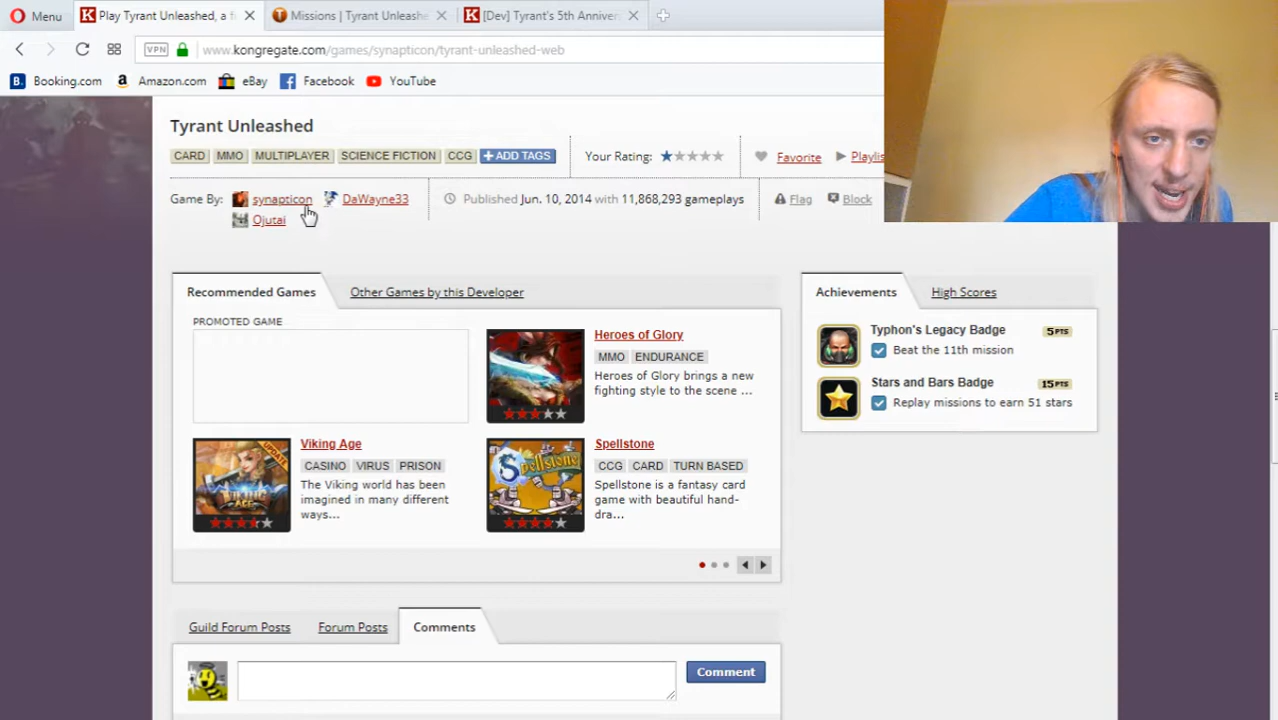 Menu
Play Tyrant Unleashed, a f
Missions | Tyrant Unleashe
[Dev] Tyrant's 5th Anniver
VPN
www.kongregate.com/games/synapticon/tyrant-unleashed-web
B. Booking.com
a Amazon.com
eBay
Facebook
YouTube
Tyrant Unleashed
CARD MMO MULTIPLAYER SCIENCE FICTION CCG + ADD TAGS
Your Rating:
Favorite
Playlis
Game By: synapticon DaWayne33
Ojutai
Published Jun. 10, 2014 with 11,868,293 gameplays
Flag
Block
Recommended Games
Other Games by this Developer
PROMOTED GAME
Heroes of Glory
MMO ENDURANCE
Heroes of Glory brings a new
fighting style to the scene ...
Viking Age
CASINO VIRUS PRISON
The Viking world has been
imagined in many different
ways...
UPDATE
VIKING
AGE
Spellstone
CCG CARD TURN BASED
Spellstone is a fantasy card
game with beautiful hand-
dra...
Spellstone
Achievements
High Scores
Typhon's Legacy Badge 5PTS
Beat the 11th mission
Stars and Bars Badge 15PTS
Replay missions to earn 51 stars
Guild Forum Posts
Forum Posts
Comments
Comment